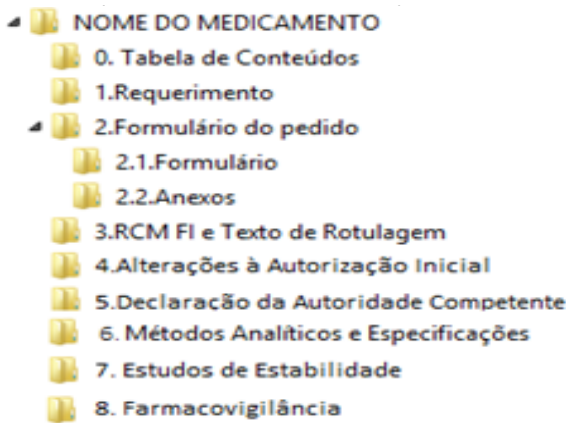 NOME DO MEDICAMENTO
0. Tabela de Conteúdos
1.Requerimento
2.Formulário do pedido
2.1.Formulário
2.2.Anexos
3.RCM FI e Texto de Rotulagem
4.Alterações à Autorização Inicial
5.Declaração da Autoridade Competente
6. Métodos Analíticos e Especificações
7. Estudos de Estabilidade
8. Farmacovigilância